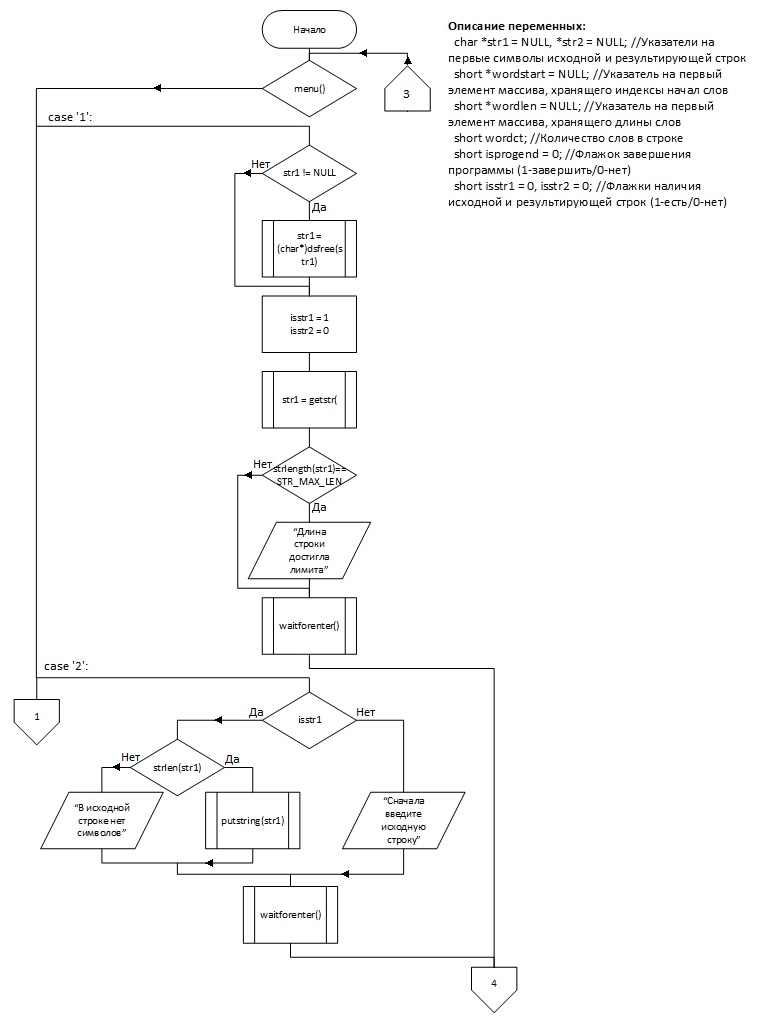 Начало
Описание переменных:
char *str1 = NULL, *str2 = NULL; //Указатели на
первые символы исходной и результирующей строк
short *wordstart = NULL; //Указатель на первый
элемент массива, хранящего индексы начал слов
short *wordlen = NULL; //Указатель на первый
элемент массива, хранящего длины слов
short wordct; //Количество слов в строке
short isprogend = 0; //Флажок завершения
программы (1-завершить/0-нет)
short isstr1 = 0, isstr2 = 0; //Флажки наличия
исходной и результирующей строк (1-есть/0-нет)
menu()
3
case '1':
Нет
str1 != NULL
Да
str1 =
(char*)dsfree(s
tr1)
isstr1 = 1
isstr2 = 0
str1 = getstr(
Нет
strlength(str1)==
STR_MAX_LEN
Да
“Длина
строки
достигла
лимита”
waitforenter()
case '2':
1
Да
isstr1
Нет
Нет
strlen(str1)
Да
“В исходной
строке нет
символов”
putstring(str1)
“Сначала
введите
исходную
строку”
waitforenter()
4